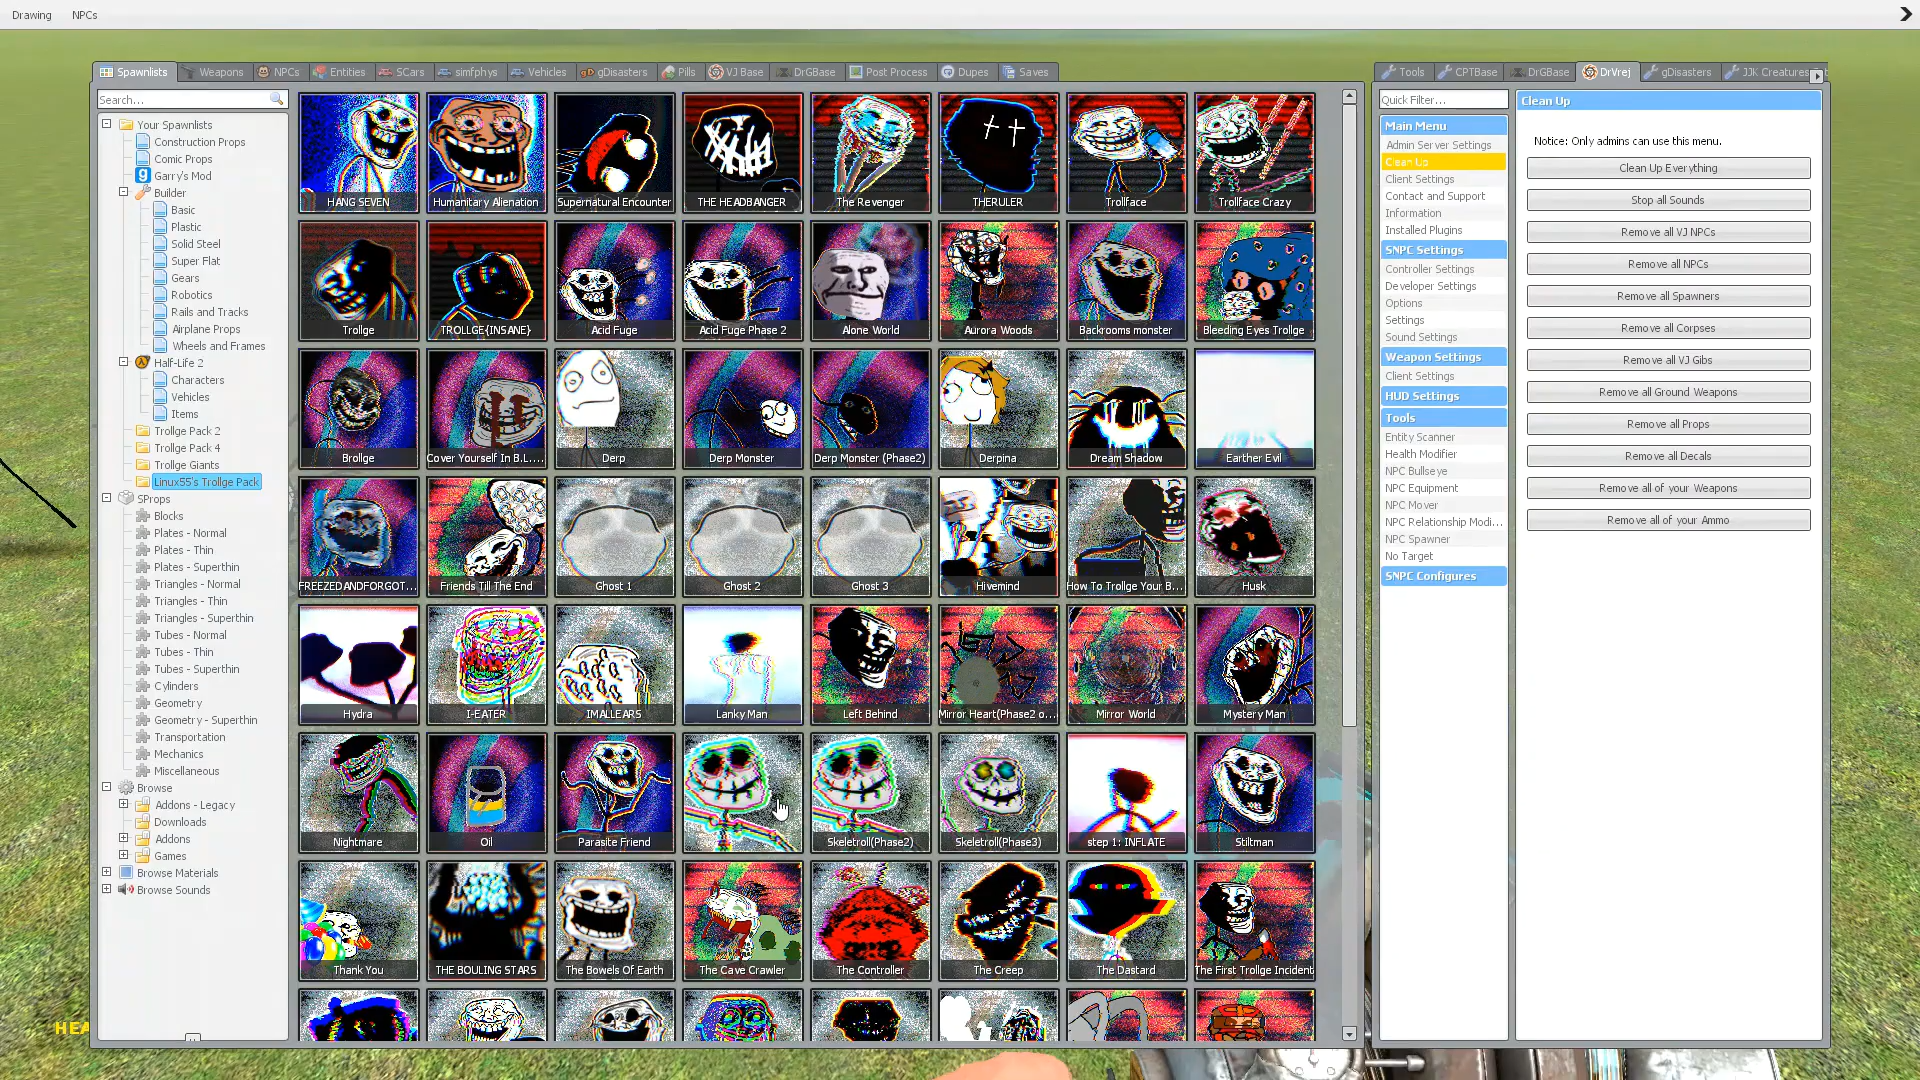 Drawing NPCs
Spawnlists Weapons NPCs Entities SCars simfphys Vehicles gDisasters Pills VJ Base DrGBase Post Process Dupes Saves
Tools CPTBase DrGBase DrVrej gDisasters JJK Creatures
Search...
Your Spawnlists
Construction Props
Comic Props
Garry's Mod
Builder
Basic
Plastic
Solid Steel
Super Flat
Gears
Robotics
Rails and Tracks
Airplane Props
Wheels and Frames
Half-Life 2
Characters
Vehicles
Items
Trollge Pack 2
Trollge Pack 4
Trollge Giants
Linux55's Trollge Pack
SProps
Blocks
Plates - Normal
Plates - Thin
Plates - Superthin
Triangles - Normal
Triangles - Thin
Triangles - Superthin
Tubes - Normal
Tubes - Thin
Tubes - Superthin
Cylinders
Geometry
Geometry - Superthin
Transportation
Mechanics
Miscellaneous
Browse
Addons - Legacy
Downloads
Addons
Games
Browse Materials
Browse Sounds
HANG SEVEN Humanitary Alienation Supernatural Encounter THE HEADBANGER The Revenger THERULER Trollface Trollface Crazy
Trollge TROLLGE{INSANE} Acid Fuge Acid Fuge Phase 2 Alone World Aurora Woods Backrooms monster Bleeding Eyes Trollge
Brollge Cover Yourself In B.L.... Derp Derp Monster Derp Monster (Phase2) Derpina Dream Shadow Earther Evil
FREEZEDANDFORGOT... Friends Till The End Ghost 1 Ghost 2 Ghost 3 Hivemind How To Trollge Your B... Husk
Hydra I-EATER IMALLEARS Lanky Man Left Behind Mirror Heart(Phase2 o... Mirror World Mystery Man
Nightmare Oil Parasite Friend Skeletroll(Phase2) Skeletroll(Phase3) step 1: INFLATE Stiltman
Thank You THE BOULING STARS The Bowels Of Earth The Cave Crawler The Controller The Creep The Dastard The First Trollge Incident
Quick Filter...
Main Menu
Admin Server Settings
Clean Up
Client Settings
Contact and Support
Information
Installed Plugins
SNPC Settings
Controller Settings
Developer Settings
Options
Settings
Sound Settings
Weapon Settings
Client Settings
HUD Settings
Tools
Entity Scanner
Health Modifier
NPC Bullseye
NPC Equipment
NPC Mover
NPC Relationship Modi...
NPC Spawner
No Target
SNPC Configures
Clean Up
Notice: Only admins can use this menu.
Clean Up Everything
Stop all Sounds
Remove all VJ NPCs
Remove all NPCs
Remove all Spawners
Remove all Corpses
Remove all VJ Gibs
Remove all Ground Weapons
Remove all Props
Remove all Decals
Remove all of your Weapons
Remove all of your Ammo
HEA